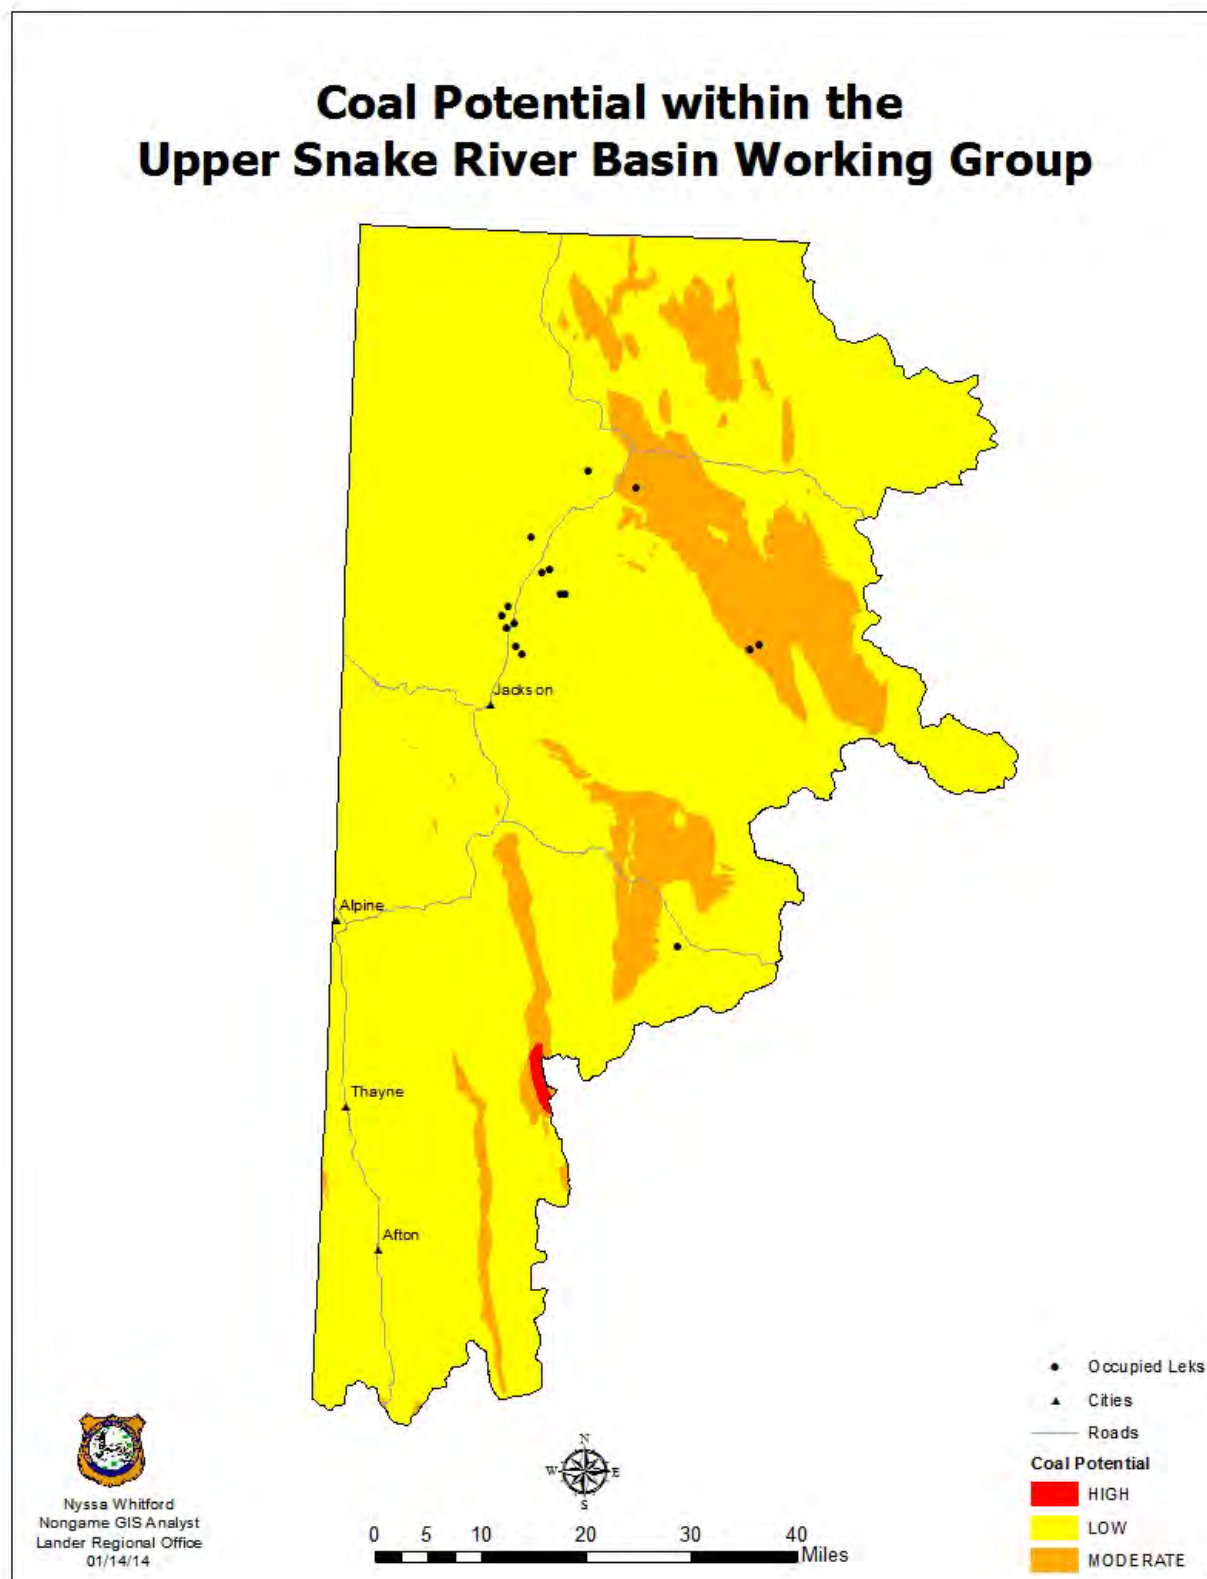 Coal Potential within the
Upper Snake River Basin Working Group
Jackson
Alpine
Thayne
Afton
Occupied Leks
Cities
Roads
Coal Potential
HIGH
LOW
MODERATE
N
W E
S
0 5 10 20 30 40
Miles
Nyssa Whitford
Nongame GIS Analyst
Lander Regional Office
01/14/14